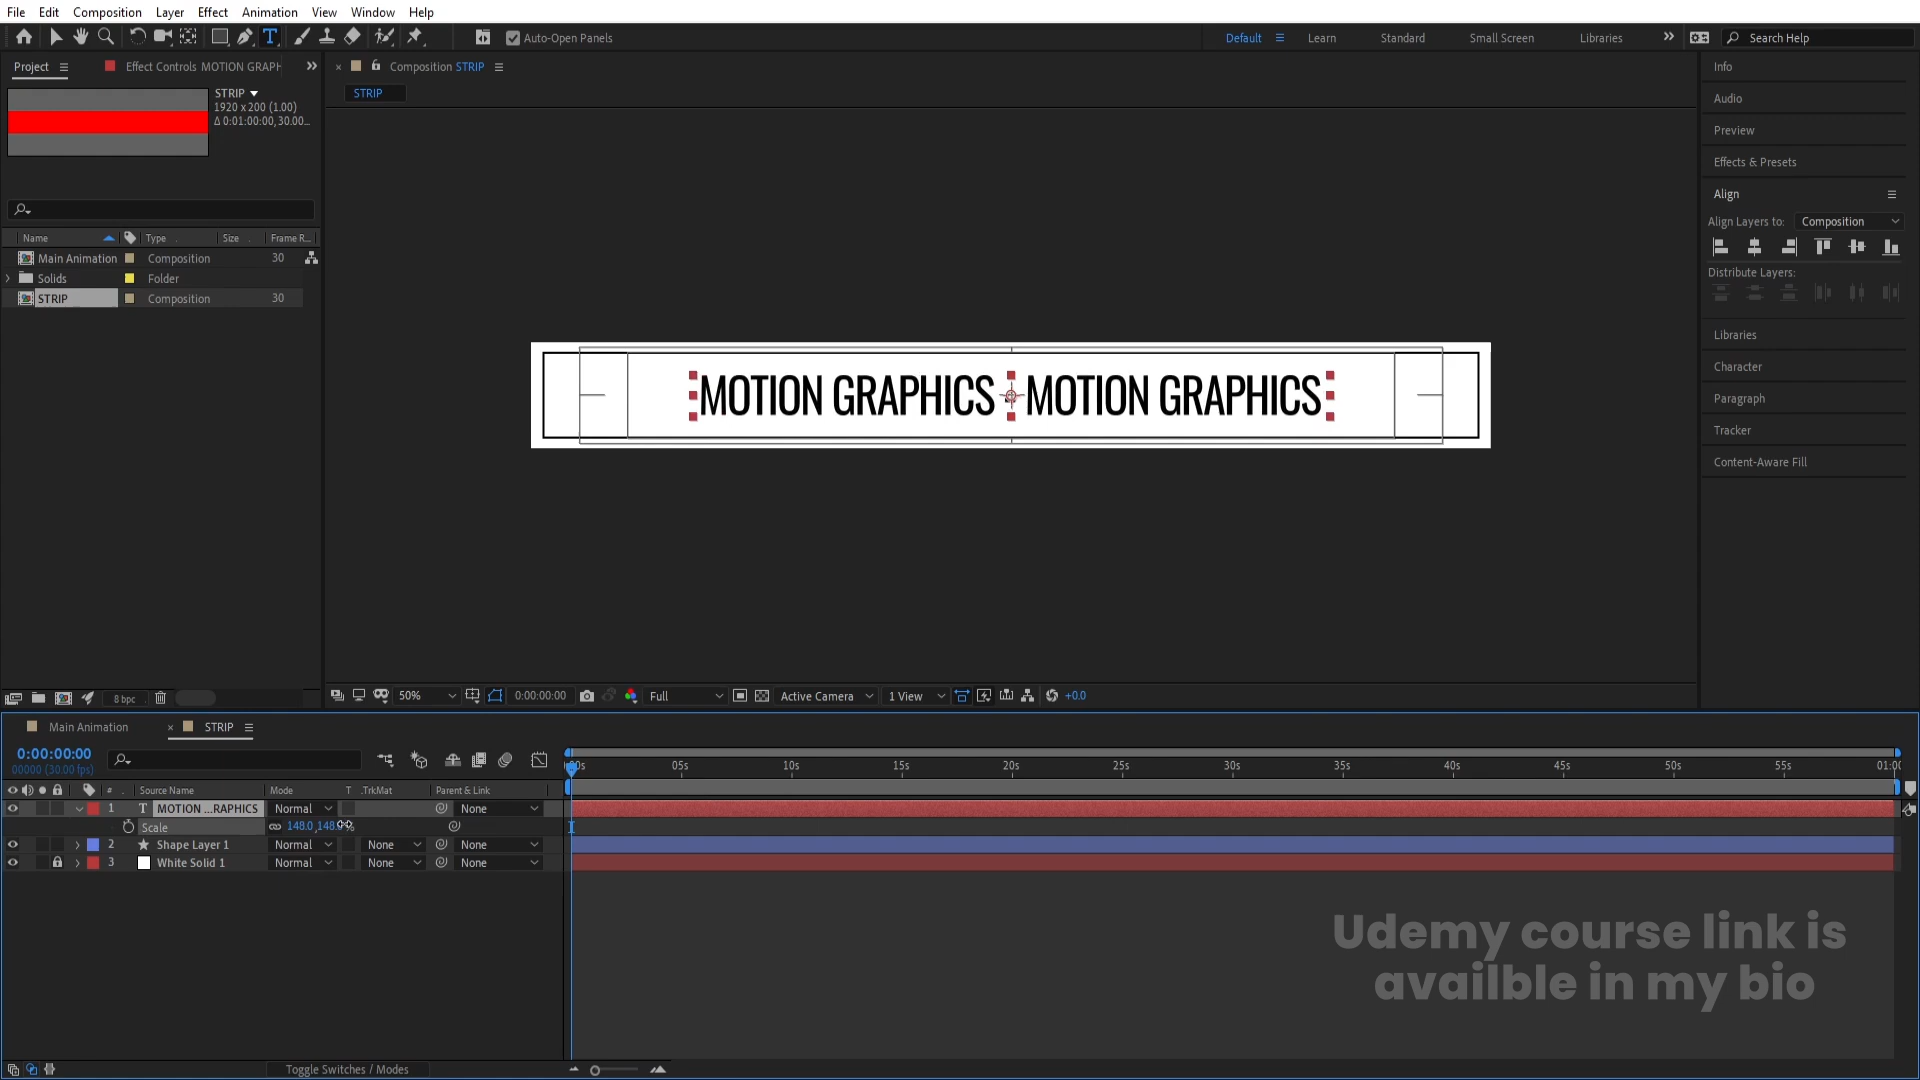 File Edit Composition Layer Effect Animation View Window Help
Auto-Open Panels Default Learn Standard Small Screen Libraries Search Help
Project Effect Controls MOTION GRAPH
Composition STRIP
STRIP
STRIP
1920 x 200 (1.00)
Δ 0:01:00:00, 30.00...
Name Type Size Frame R...
Main Animation Composition 30
Solids Folder
STRIP Composition 30
8 bpc
MOTION GRAPHICS MOTION GRAPHICS
50% 0:00:00:00 Full Active Camera 1 View +0.0
Info
Audio
Preview
Effects & Presets
Align
Align Layers to: Composition
Distribute Layers:
Libraries
Character
Paragraph
Tracker
Content-Aware Fill
Main Animation STRIP
0:00:00:00
00000 (30.00 fps)
05s 10s 15s 20s 25s 30s 35s 40s 45s 50s 55s 01:00
# Source Name Mode T .TrkMat Parent & Link
1 T MOTION ...RAPHICS Normal None
Scale 148.0, 148.
2 Shape Layer 1 Normal None None
3 White Solid 1 Normal None None
Udemy course link is
availble in my bio
Toggle Switches / Modes